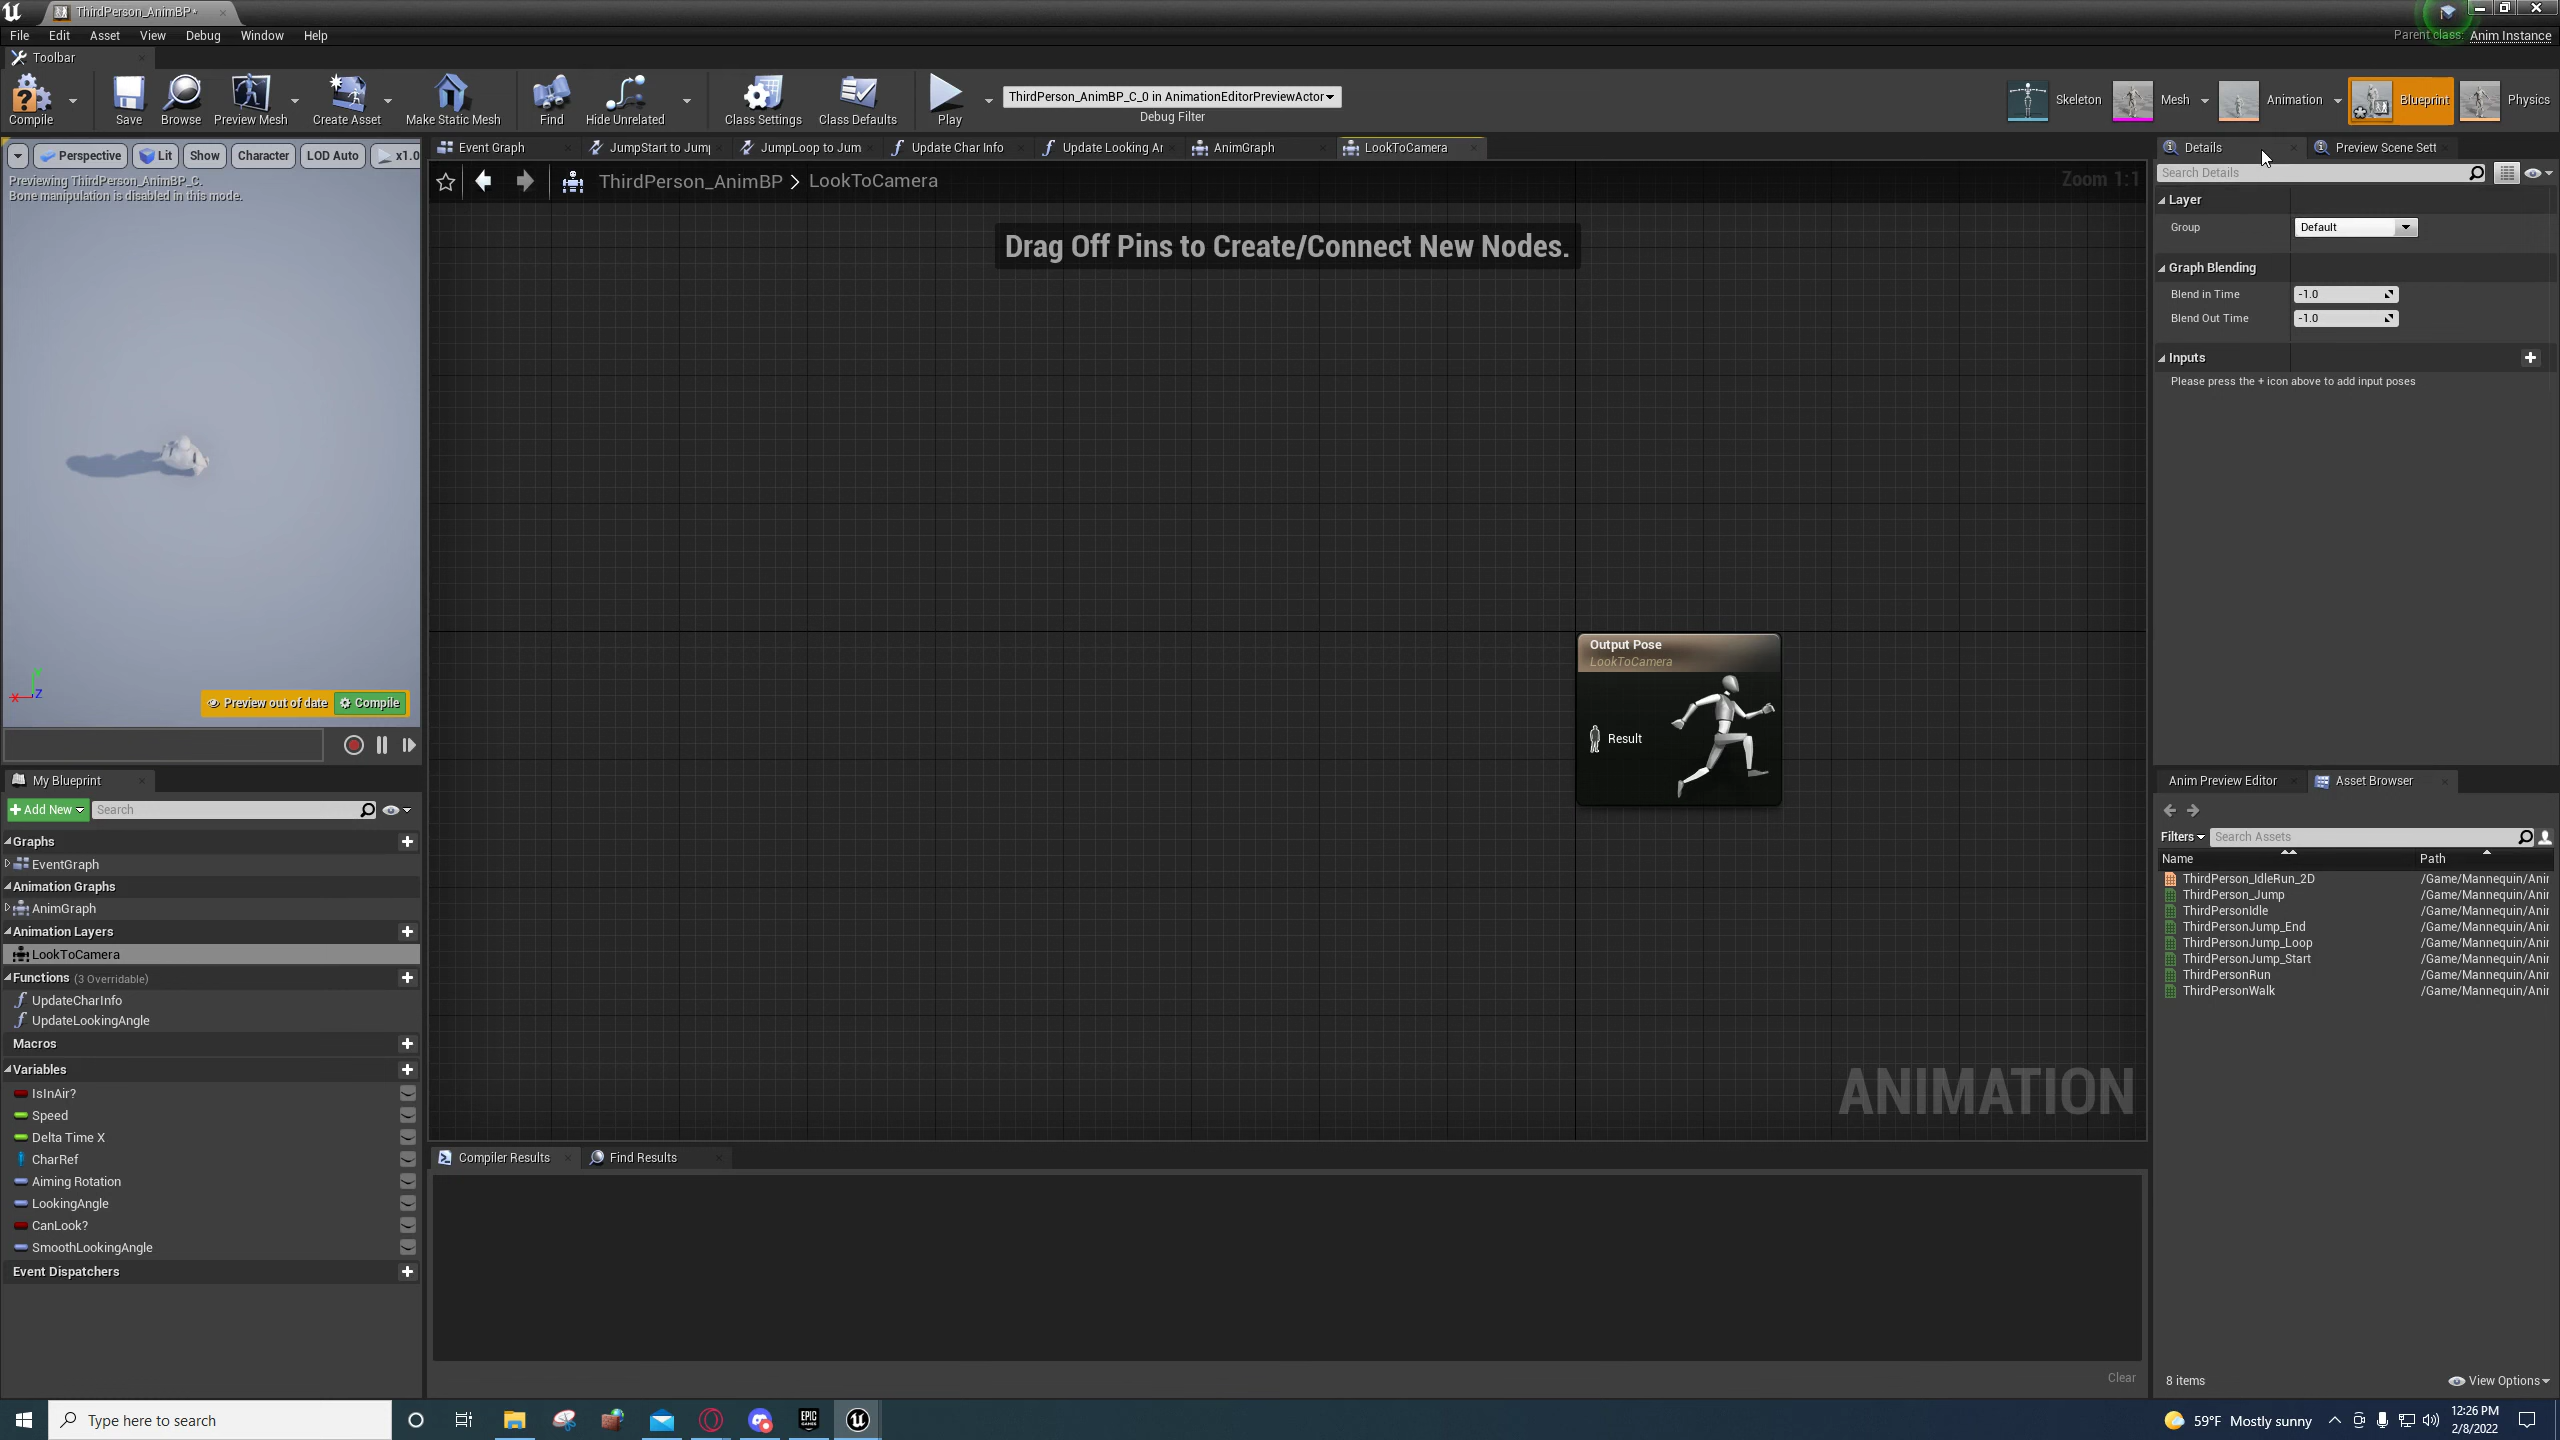 ThirdPerson_AnimBP*
File Edit Asset View Debug Window Help
Parent class: Anim Instance
Toolbar
Compile Save Browse Preview Mesh Create Asset Make Static Mesh Find Hide Unrelated Class Settings Class Defaults Play
ThirdPerson_AnimBP_C_0 in AnimationEditorPreviewActor
Debug Filter
Skeleton Mesh Animation Blueprint Physics
Perspective Lit Show Character LOD Auto x1.0
Previewing ThirdPerson_AnimBP_C.
Bone manipulation is disabled in this mode.
X Z
Preview out of date Compile
Event Graph JumpStart to Jump JumpLoop to Jum Update Char Info Update Looking Ar AnimGraph LookToCamera
ThirdPerson_AnimBP > LookToCamera
Zoom 1:1
Drag Off Pins to Create/Connect New Nodes.
Output Pose
LookToCamera
Result
ANIMATION
My Blueprint
Add New Search
Graphs
EventGraph
Animation Graphs
AnimGraph
Animation Layers
LookToCamera
Functions (3 Overridable)
UpdateCharInfo
UpdateLookingAngle
Macros
Variables
IsInAir?
Speed
Delta Time X
CharRef
Aiming Rotation
LookingAngle
CanLook?
SmoothLookingAngle
Event Dispatchers
Compiler Results Find Results
Clear
Details Preview Scene Sett
Search Details
Layer
Group Default
Graph Blending
Blend in Time -1.0
Blend Out Time -1.0
Inputs
Please press the + icon above to add input poses
Anim Preview Editor Asset Browser
Filters Search Assets
Name Path
ThirdPerson_IdleRun_2D /Game/Mannequin/Anir
ThirdPerson_Jump /Game/Mannequin/Anir
ThirdPersonIdle /Game/Mannequin/Anir
ThirdPersonJump_End /Game/Mannequin/Anir
ThirdPersonJump_Loop /Game/Mannequin/Anir
ThirdPersonJump_Start /Game/Mannequin/Anir
ThirdPersonRun /Game/Mannequin/Anir
ThirdPersonWalk /Game/Mannequin/Anir
8 items View Options
Type here to search
EPIC GAMES
59°F Mostly sunny
12:26 PM
2/8/2022